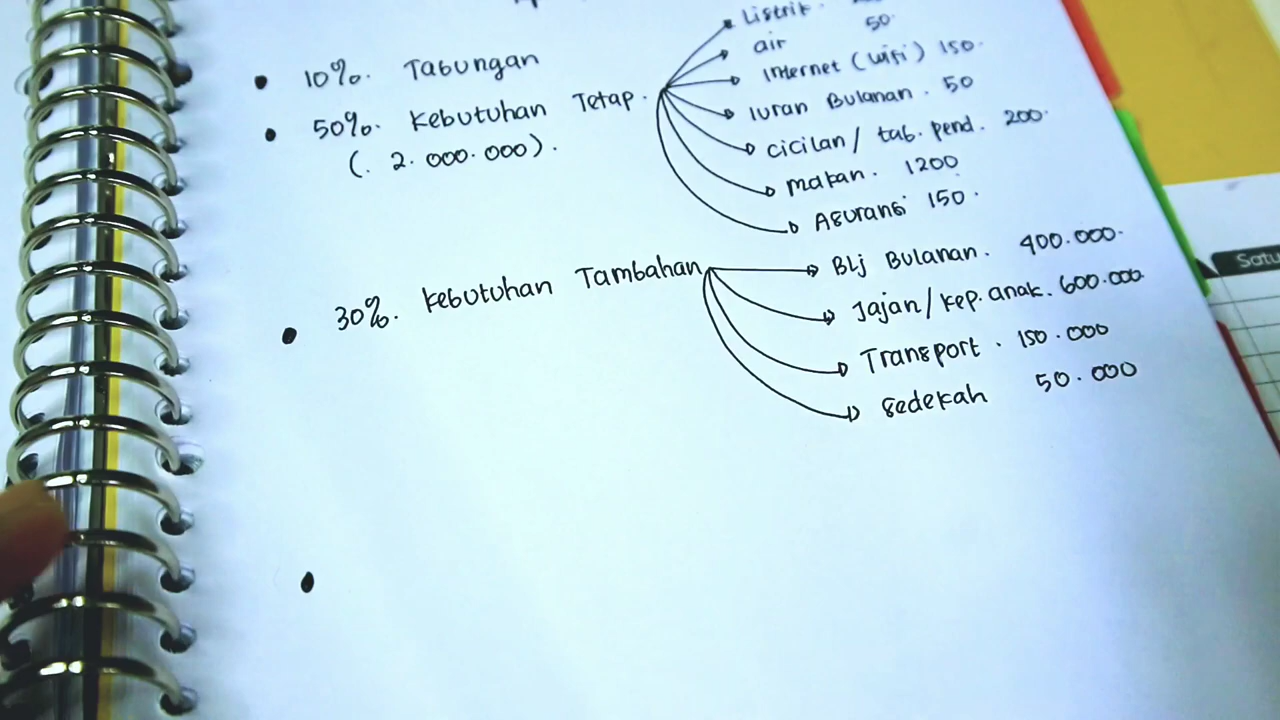 Listrik.
air 50.
10%. Tabungan
Internet (wifi) 150.
50%. Kebutuhan Tetap.
Iuran Bulanan. 50
(. 2.000.000).
cicilan / tab. pend. 200.
makan. 1200
Asuransi 150.
30%. Kebutuhan Tambahan
BLj Bulanan. 400.000.
Jajan/kep. anak. 600.000
Transport. 150.000
Sedekah 50.000
Satu